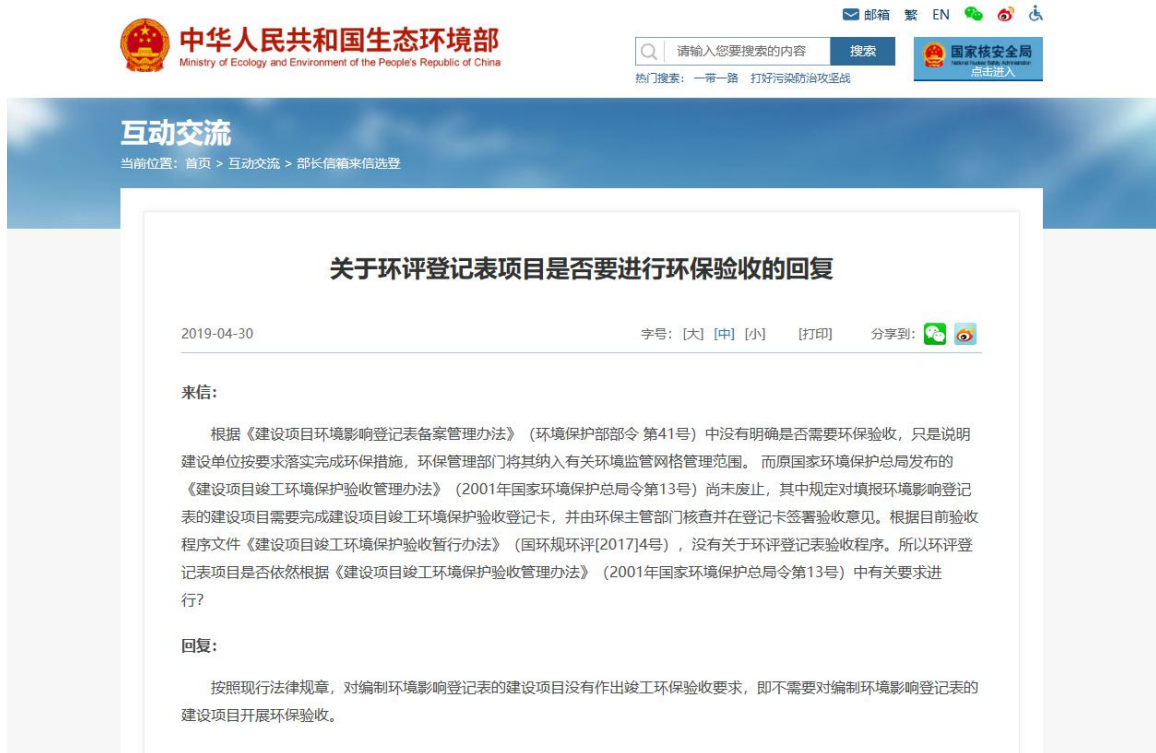 邮箱 繁 EN
中华人民共和国生态环境部
Ministry of Ecology and Environment of the People's Republic of China
请输入您要搜索的内容 搜索
热门搜索： 一带一路 打好污染防治攻坚战
国家核安全局
National Nuclear Safety Administration
点击进入
互动交流
当前位置：首页 > 互动交流 > 部长信箱来信选登
关于环评登记表项目是否要进行环保验收的回复
2019-04-30 字号：[大] [中] [小] [打印] 分享到：
来信：
根据《建设项目环境影响登记表备案管理办法》（环境保护部部令 第41号）中没有明确是否需要环保验收，只是说明
建设单位按要求落实完成环保措施，环保管理部门将其纳入有关环境监管网格管理范围。 而原国家环境保护总局发布的
《建设项目竣工环境保护验收管理办法》（2001年国家环境保护总局令第13号）尚未废止，其中规定对填报环境影响登记
表的建设项目需要完成建设项目竣工环境保护验收登记卡，并由环保主管部门核查并在登记卡签署验收意见。根据目前验收
程序文件《建设项目竣工环境保护验收暂行办法》（国环规环评[2017]4号），没有关于环评登记表验收程序。所以环评登
记表项目是否依然根据《建设项目竣工环境保护验收管理办法》（2001年国家环境保护总局令第13号）中有关要求进
行?
回复：
按照现行法律规章，对编制环境影响登记表的建设项目没有作出竣工环保验收要求，即不需要对编制环境影响登记表的
建设项目开展环保验收。